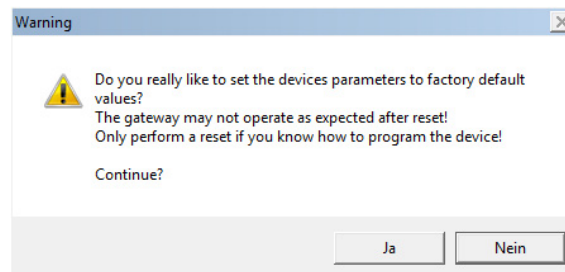 Warning
Do you really like to set the devices parameters to factory default
values?
The gateway may not operate as expected after reset!
Only perform a reset if you know how to program the device!
Continue?
Ja
Nein